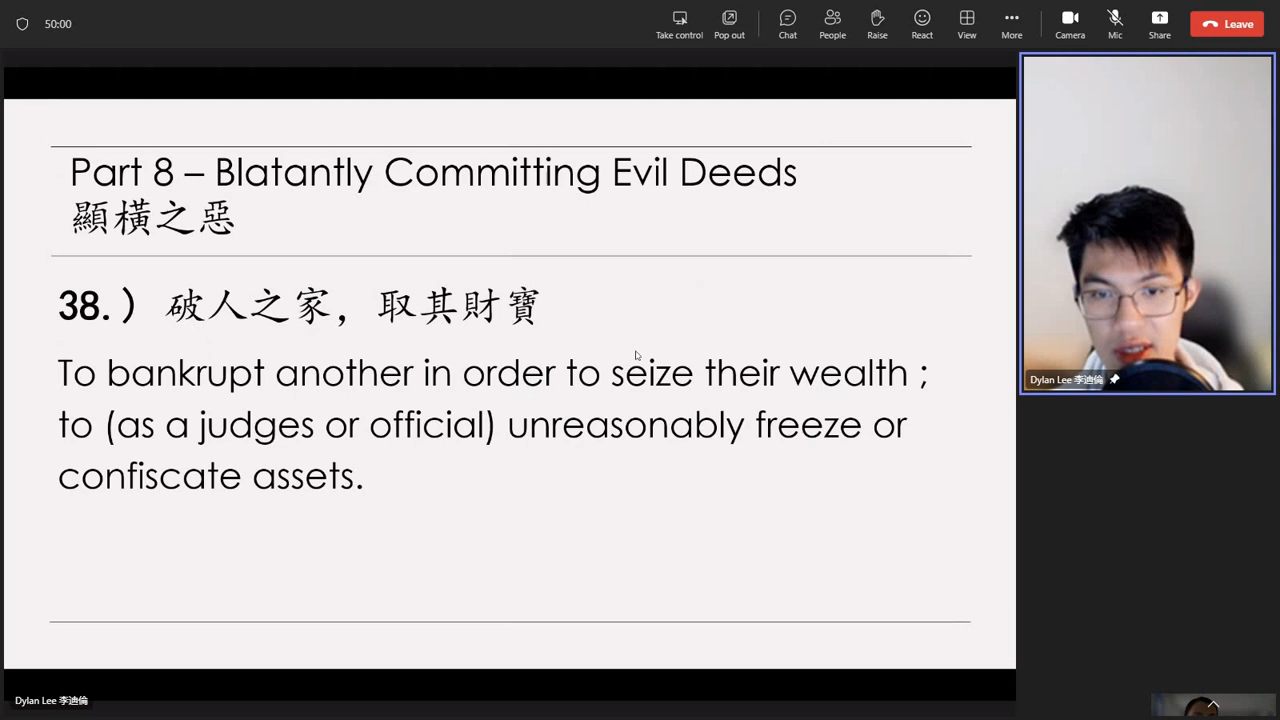 50:00
Take control
Pop out
Chat
People
Raise
React
View
More
Camera
Mic
Share
Leave
Part 8 – Blatantly Committing Evil Deeds
顯橫之惡
38.） 破人之家，取其財寶
To bankrupt another in order to seize their wealth ;
to (as a judges or official) unreasonably freeze or
confiscate assets.
Dylan Lee 李迪倫
Dylan Lee 李迪倫